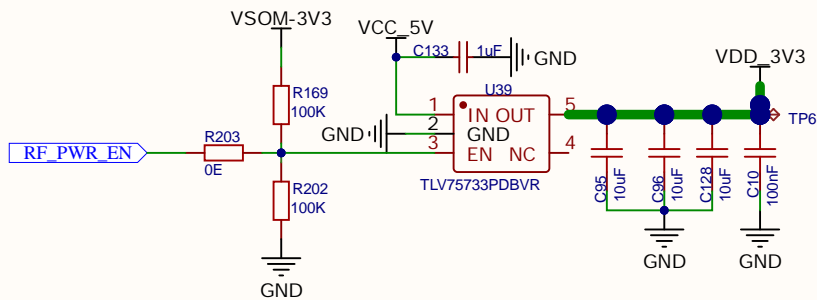 VSOM-3V3
VCC_5V
C133
1uF
GND
VDD_3V3
U39
R169
100K
1
IN
OUT
5
TP6
GND
2
GND
R203
RF_PWR_EN
0E
3
EN
NC
4
TLV75733PDBVR
R202
100K
C95
10uF
C96
10uF
C128
10uF
C10
100nF
GND
GND
GND